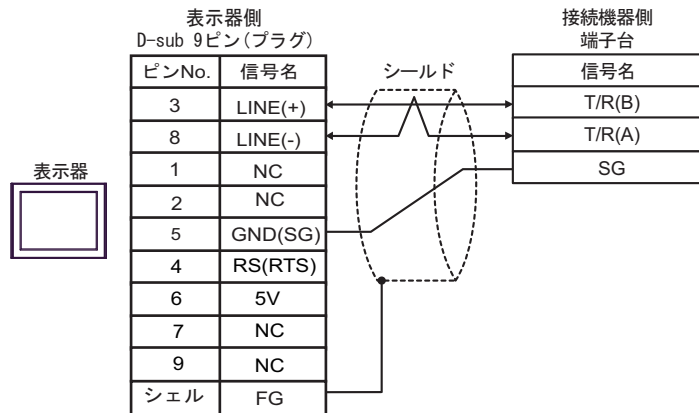 表示器側
D-sub 9ピン(プラグ)
接続機器側
端子台
ピンNo. 信号名
シールド
信号名
3 LINE(+)
T/R(B)
8 LINE(-)
T/R(A)
1 NC
SG
表示器
2 NC
5 GND(SG)
4 RS(RTS)
6 5V
7 NC
9 NC
シェル FG